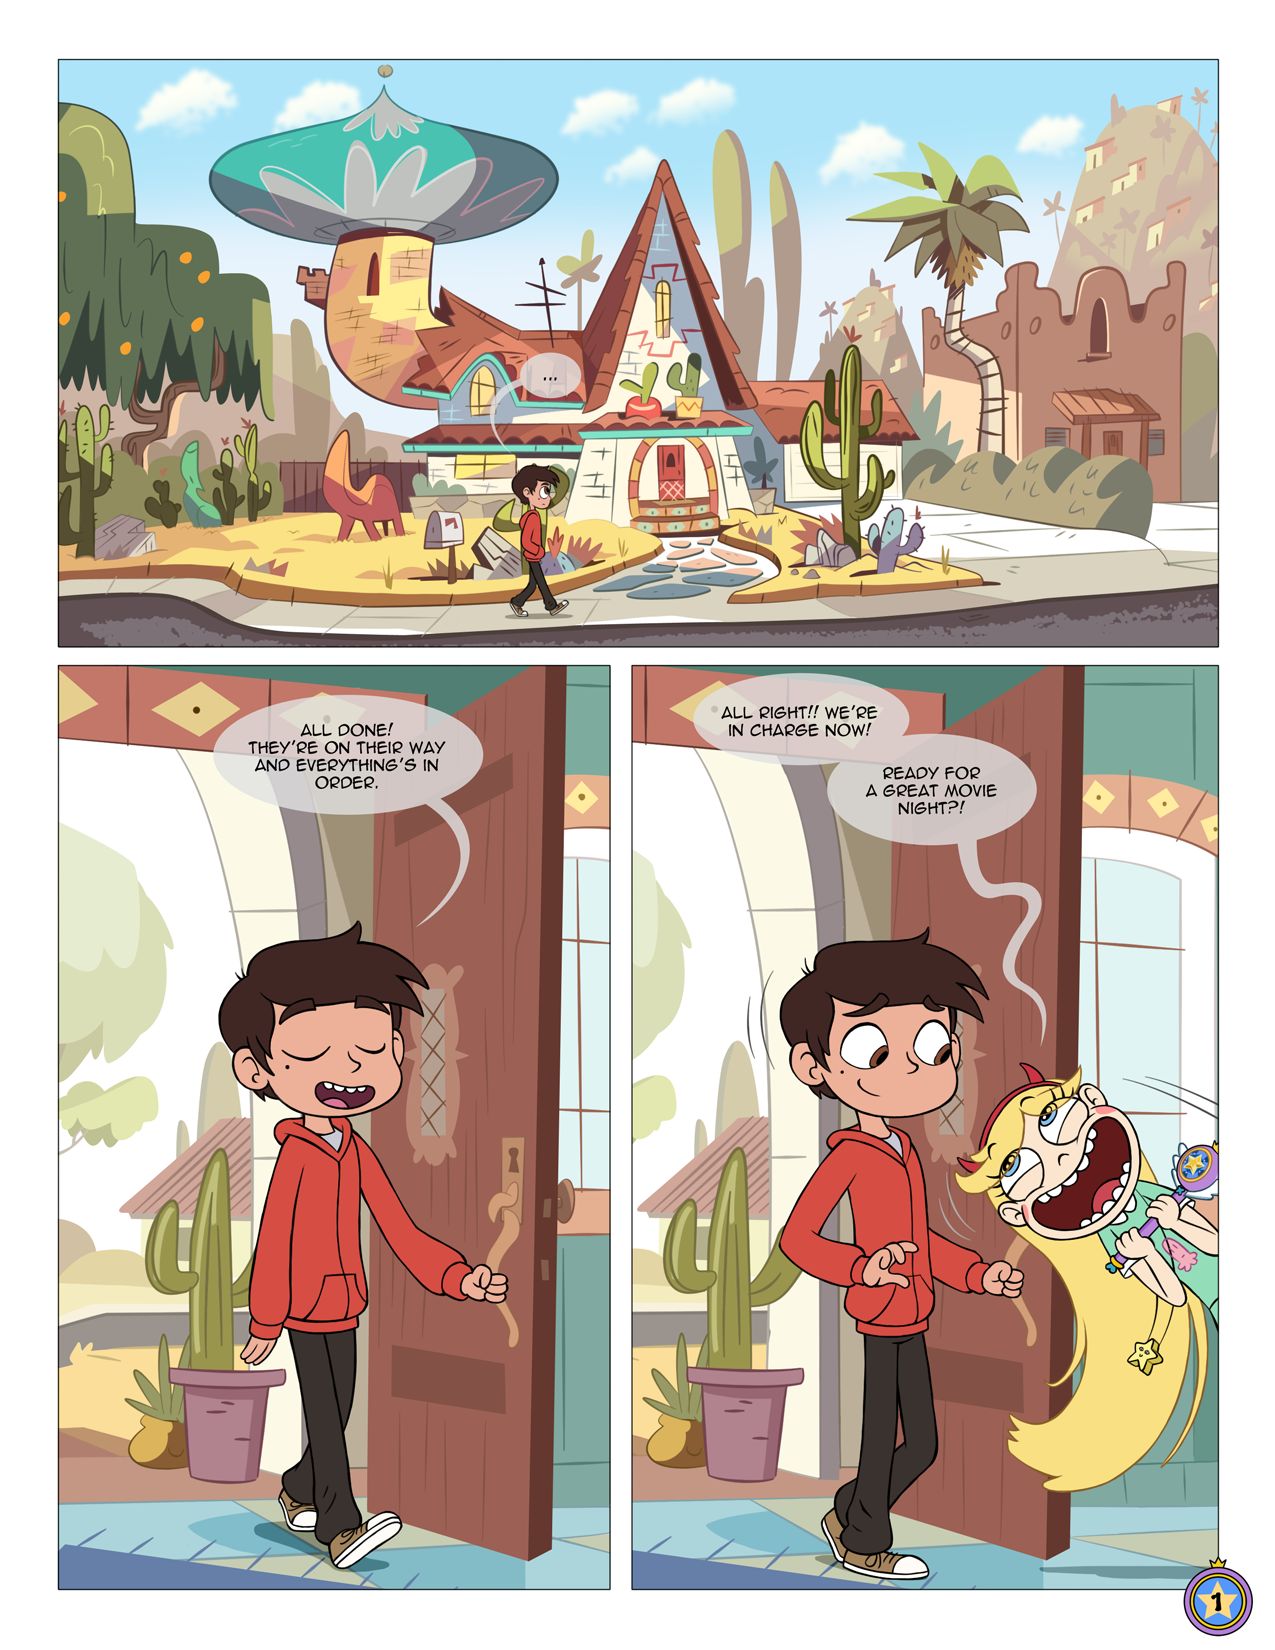 ...
ALL DONE!
THEY'RE ON THEIR WAY
AND EVERYTHING'S IN
ORDER.
ALL RIGHT!! WE'RE
IN CHARGE NOW!
READY FOR
A GREAT MOVIE
NIGHT?!
1